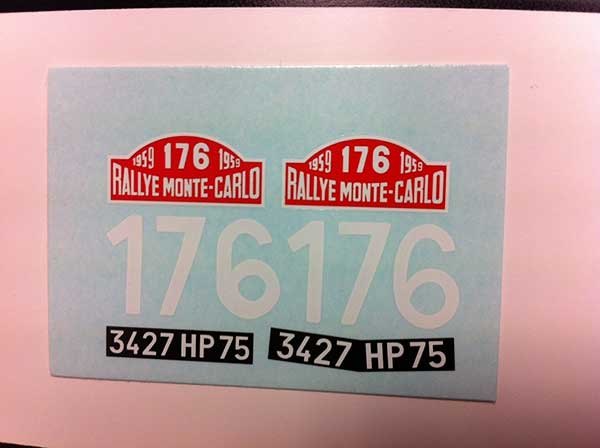 1959 176 1959
RALLYE MONTE-CARLO
1959 176 1959
RALLYE MONTE-CARLO
176
176
3427 HP 75
3427 HP 75